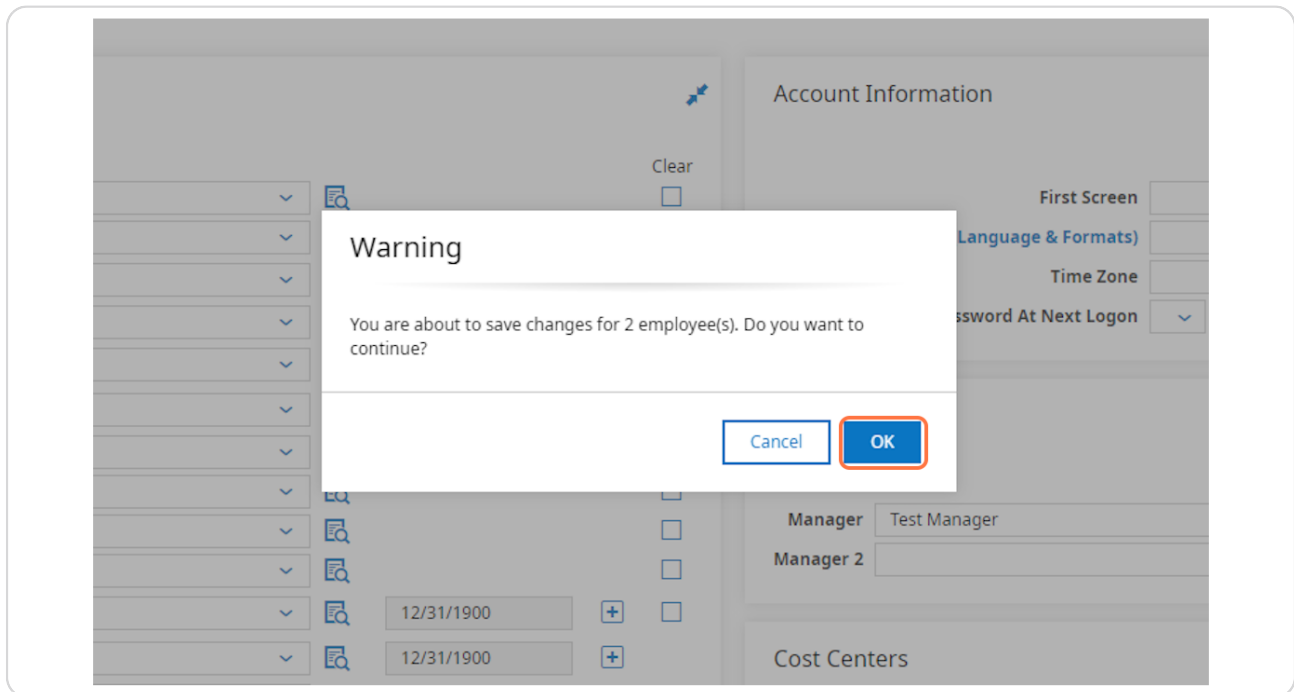 Account Information
Clear
First Screen
Language & Formats)
Time Zone
ssword At Next Logon
Warning
You are about to save changes for 2 employee(s). Do you want to
continue?
Cancel
OK
Manager
Test Manager
Manager 2
12/31/1900
12/31/1900
Cost Centers